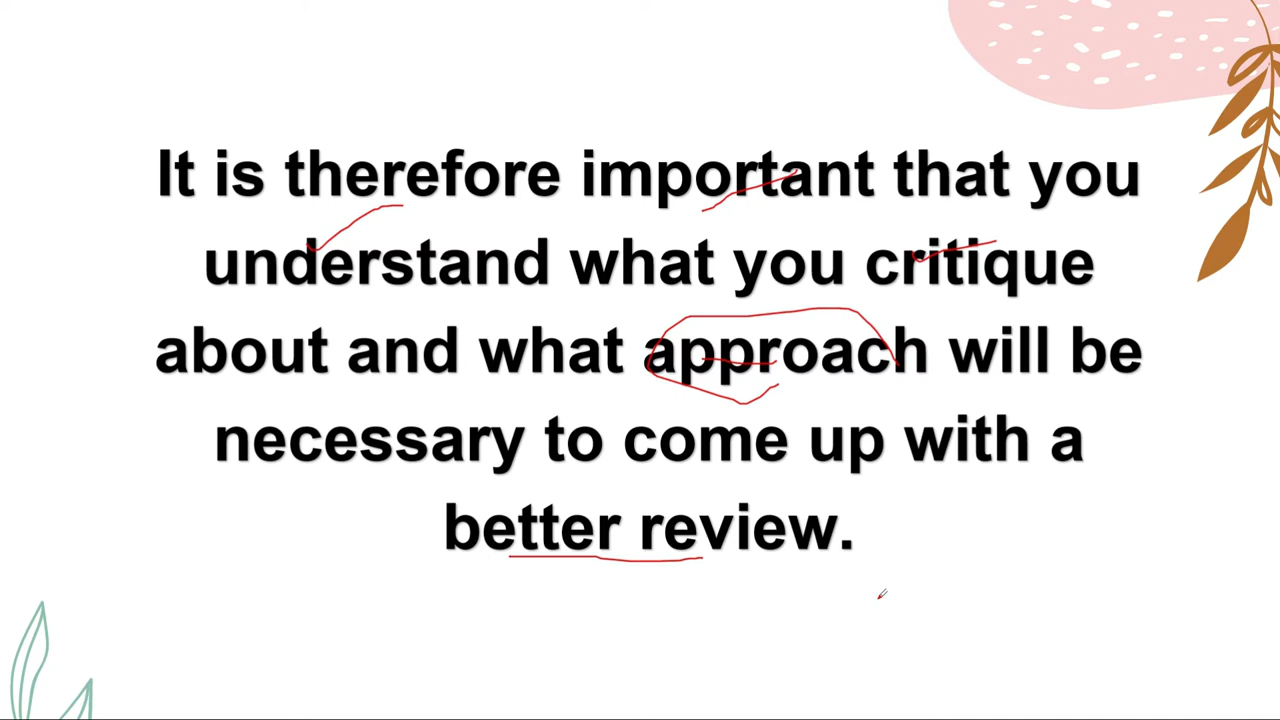 It is therefore important that you
understand what you critique
about and what approach will be
necessary to come up with a
better review.